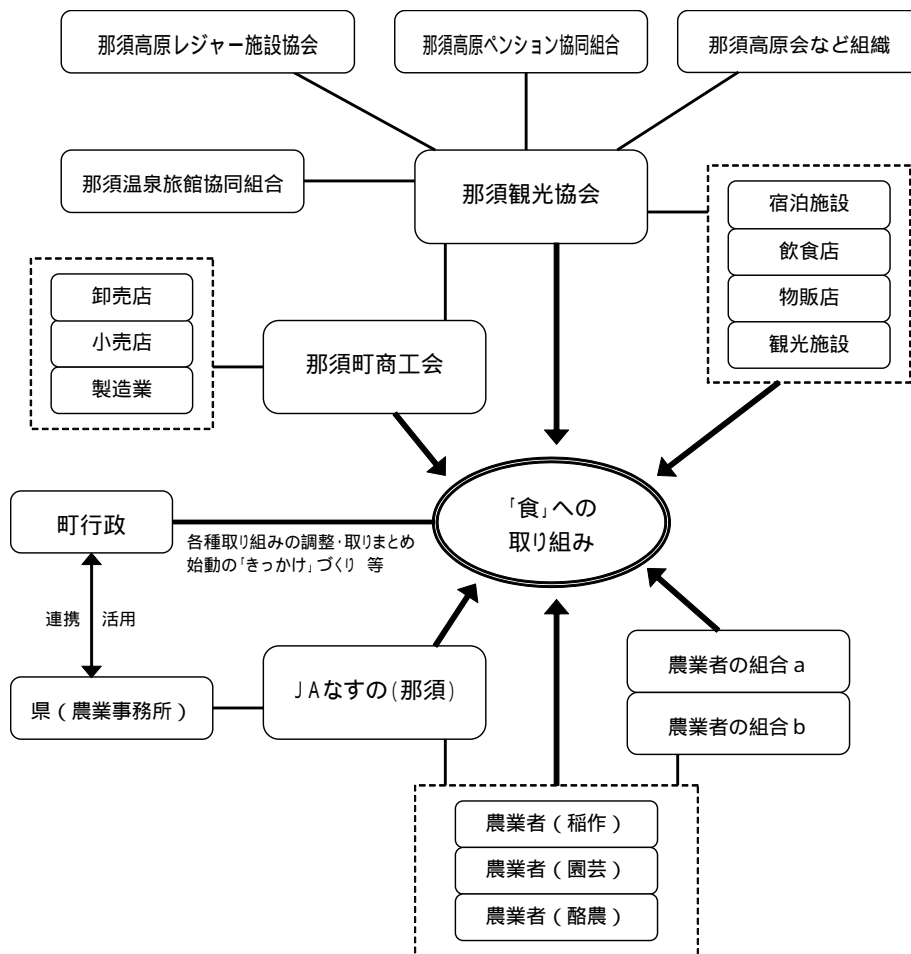 那須高原レジャー施設協会
那須高原ペンション協同組合
那須高原会など組織
那須温泉旅館協同組合
那須観光協会
宿泊施設
飲食店
物販店
観光施設
卸売店
小売店
製造業
那須町商工会
「食」への
取り組み
町行政
各種取り組みの調整・取りまとめ
始動の「きっかけ」づくり 等
連携
活用
県(農業事務所)
JAなすの(那須)
農業者の組合a
農業者の組合b
農業者(稲作)
農業者(園芸)
農業者(酪農)